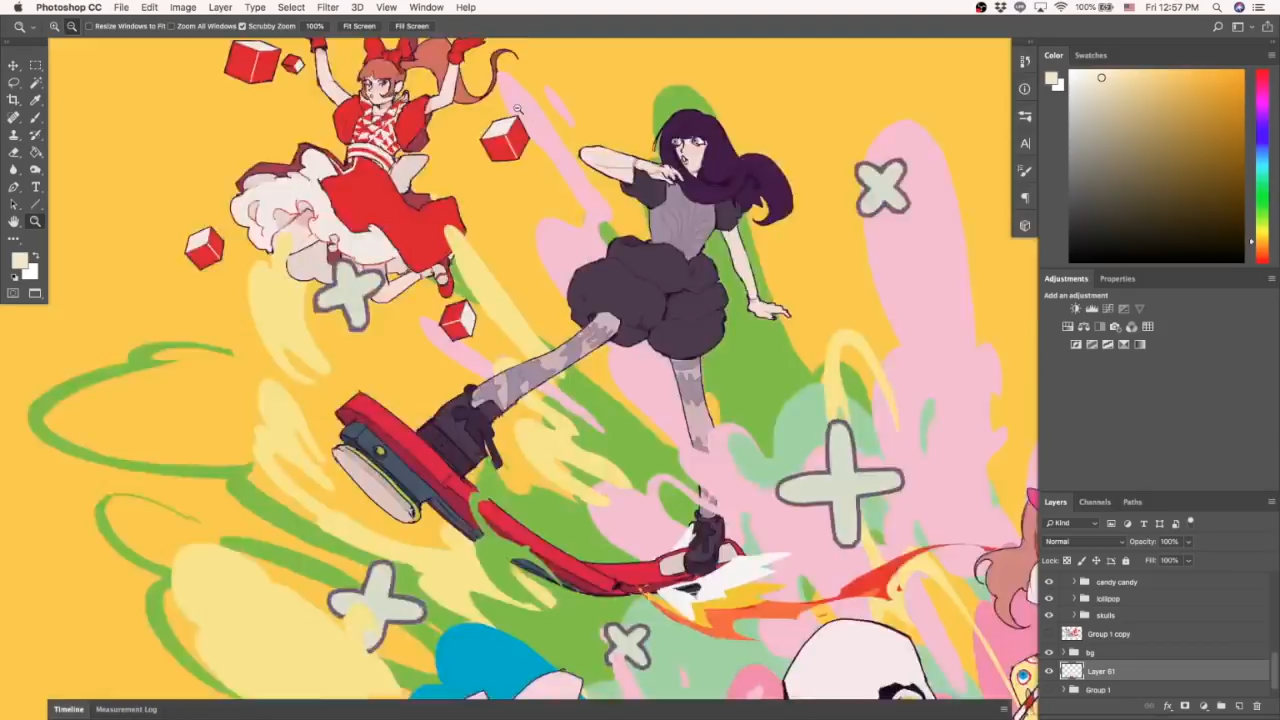 Photoshop CC File Edit Image Layer Type Select Filter 3D View Window Help 100% Fri 12:57 PM
Resize Windows to Fit Zoom All Windows Scrubby Zoom 100% Fit Screen Fill Screen
Color Swatches
Adjustments Properties
Add an adjustment
Layers Channels Paths
Kind
Normal Opacity: 100%
Lock: Fill: 100%
candy candy
lollipop
skulls
Group 1 copy
bg
Layer 61
Group 1
Timeline Measurement Log